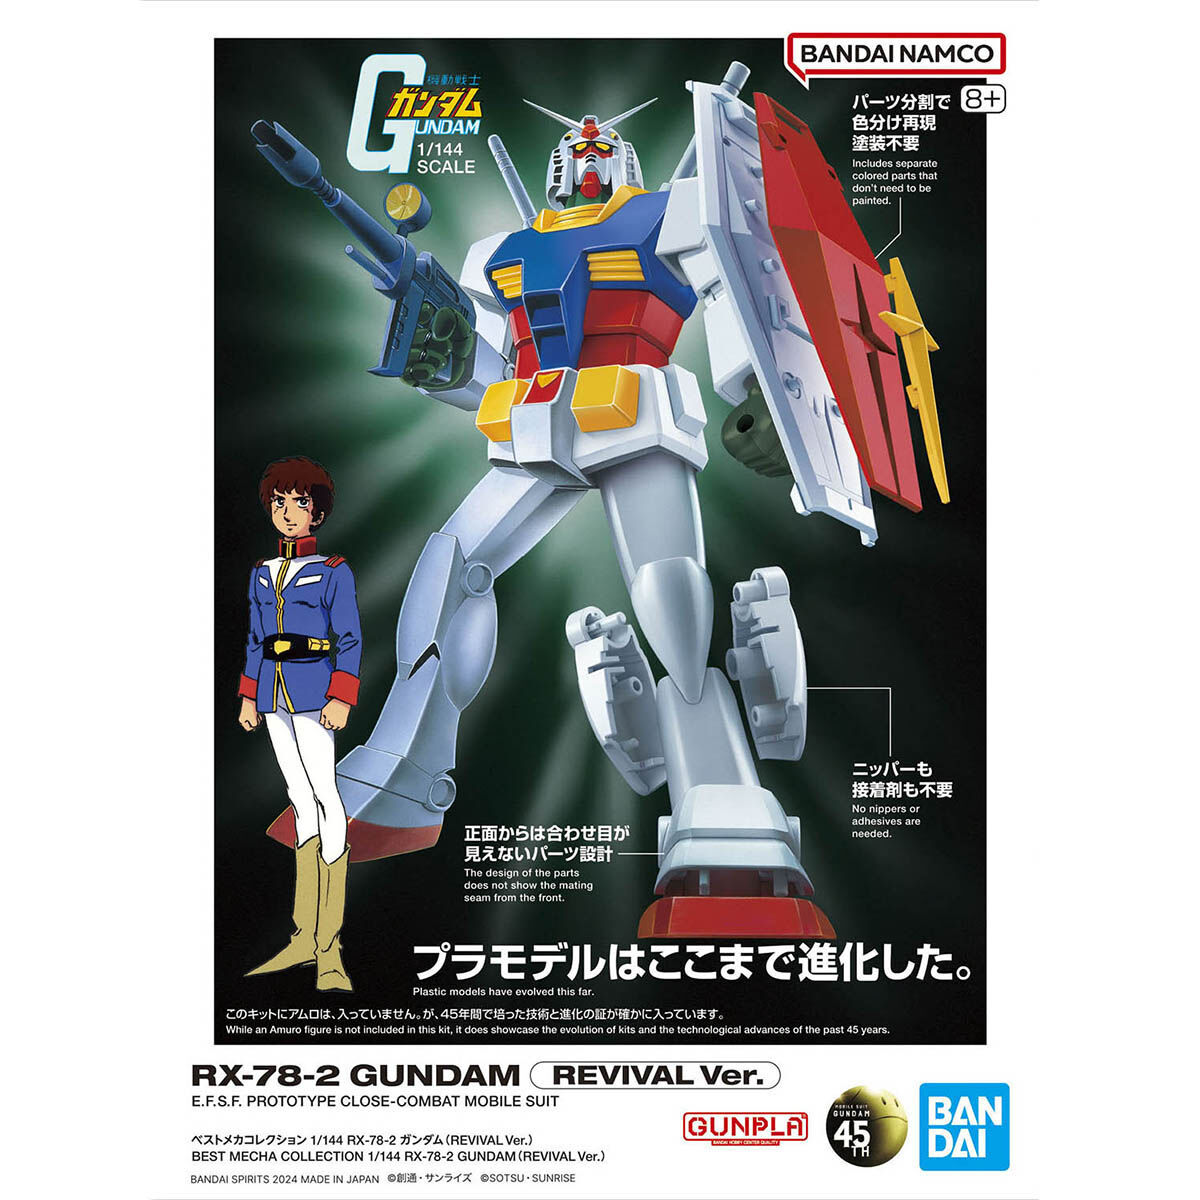 BANDAI NAMCO
8+
機動戦士
ガンダム
GUNDAM
1/144
SCALE
パーツ分割で
色分け再現
塗装不要
Includes separate
colored parts that
don't need to be
painted.
ニッパーも
接着剤も不要
No nippers or
adhesives are
needed.
正面からは合わせ目が
見えないパーツ設計
The design of the parts
does not show the mating
seam from the front.
プラモデルはここまで進化した。
Plastic models have evolved this far.
このキットにアムロは、入っていません。が、45年間で培った技術と進化の証が確かに入っています。
While an Amuro figure is not included in this kit, it does showcase the evolution of kits and the technological advances of the past 45 years.
RX-78-2 GUNDAM REVIVAL Ver.
E.F.S.F. PROTOTYPE CLOSE-COMBAT MOBILE SUIT
ベストメカコレクション 1/144 RX-78-2 ガンダム (REVIVAL Ver.)
BEST MECHA COLLECTION 1/144 RX-78-2 GUNDAM (REVIVAL Ver.)
BANDAI SPIRITS 2024 MADE IN JAPAN ©創通・サンライズ ©SOTSU・SUNRISE
GUNPLA
BANDAI HOBBY CENTER QUALITY
MOBILE SUIT
GUNDAM
45TH
BAN
DAI